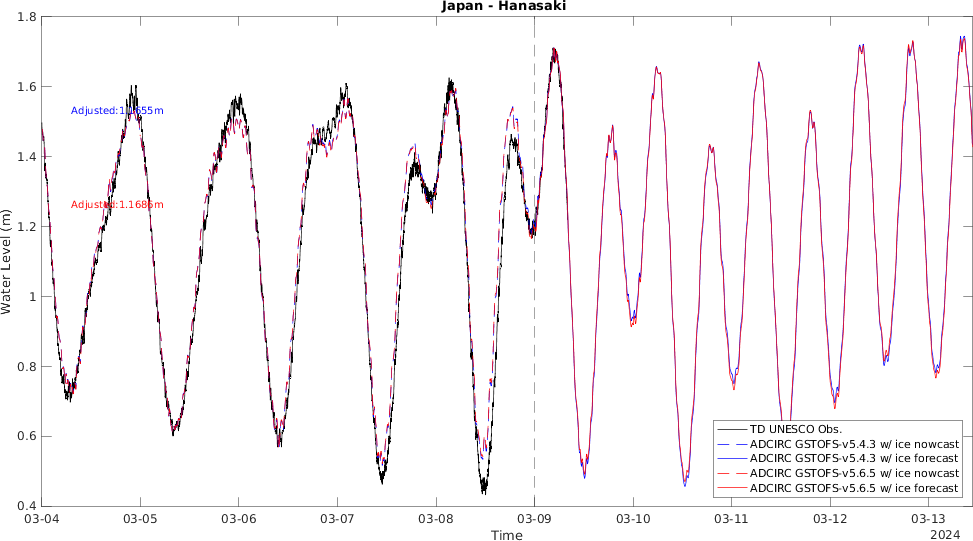 Japan - Hanasaki
1.8
1.6
1.4
1.2
1
0.8
0.6
0.4
Water Level (m)
Adjusted:1.1655m
Adjusted:1.1686m
TD UNESCO Obs.
ADCIRC GSTOFS-v5.4.3 w/ ice nowcast
ADCIRC GSTOFS-v5.4.3 w/ ice forecast
ADCIRC GSTOFS-v5.6.5 w/ ice nowcast
ADCIRC GSTOFS-v5.6.5 w/ ice forecast
03-04 03-05 03-06 03-07 03-08 03-09 03-10 03-11 03-12 03-13
Time
2024